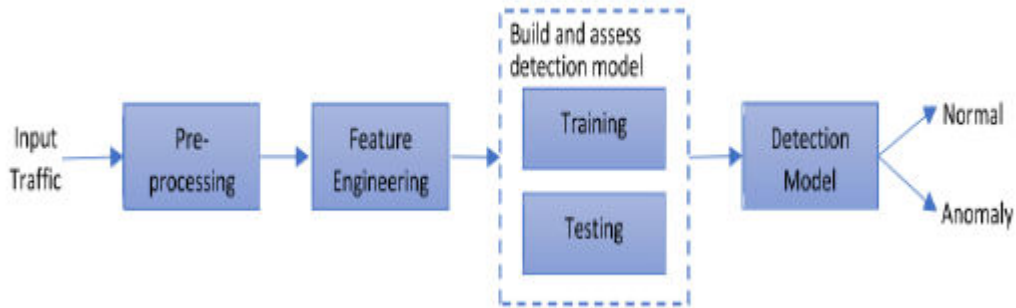 Input
Traffic
Pre-
processing
Feature
Engineering
Build and assess
detection model
Training
Testing
Detection
Model
Normal
Anomaly